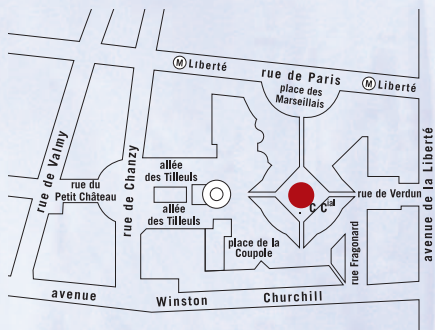 M Liberté
rue de Paris
M Liberté
place des
Marseillais
rue de Valmy
rue de Chanzy
allée
des Tilleuls
rue du
Petit Château
allée
des Tilleuls
C Cial
rue de Verdun
avenue de la Liberté
place de la
Coupole
rue Fragonard
avenue Winston Churchill